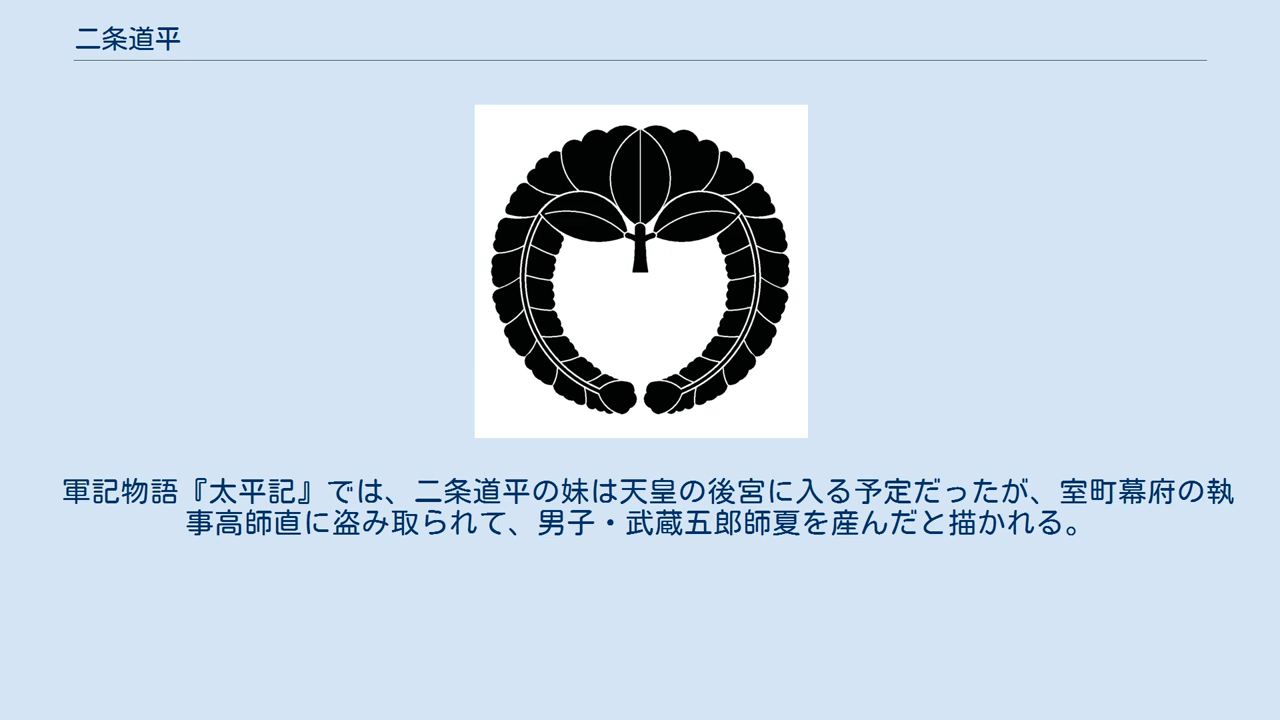 二条道平
軍記物語『太平記』では、二条道平の妹は天皇の後宮に入る予定だったが、室町幕府の執
事高師直に盗み取られて、男子・武蔵五郎師夏を産んだと描かれる。